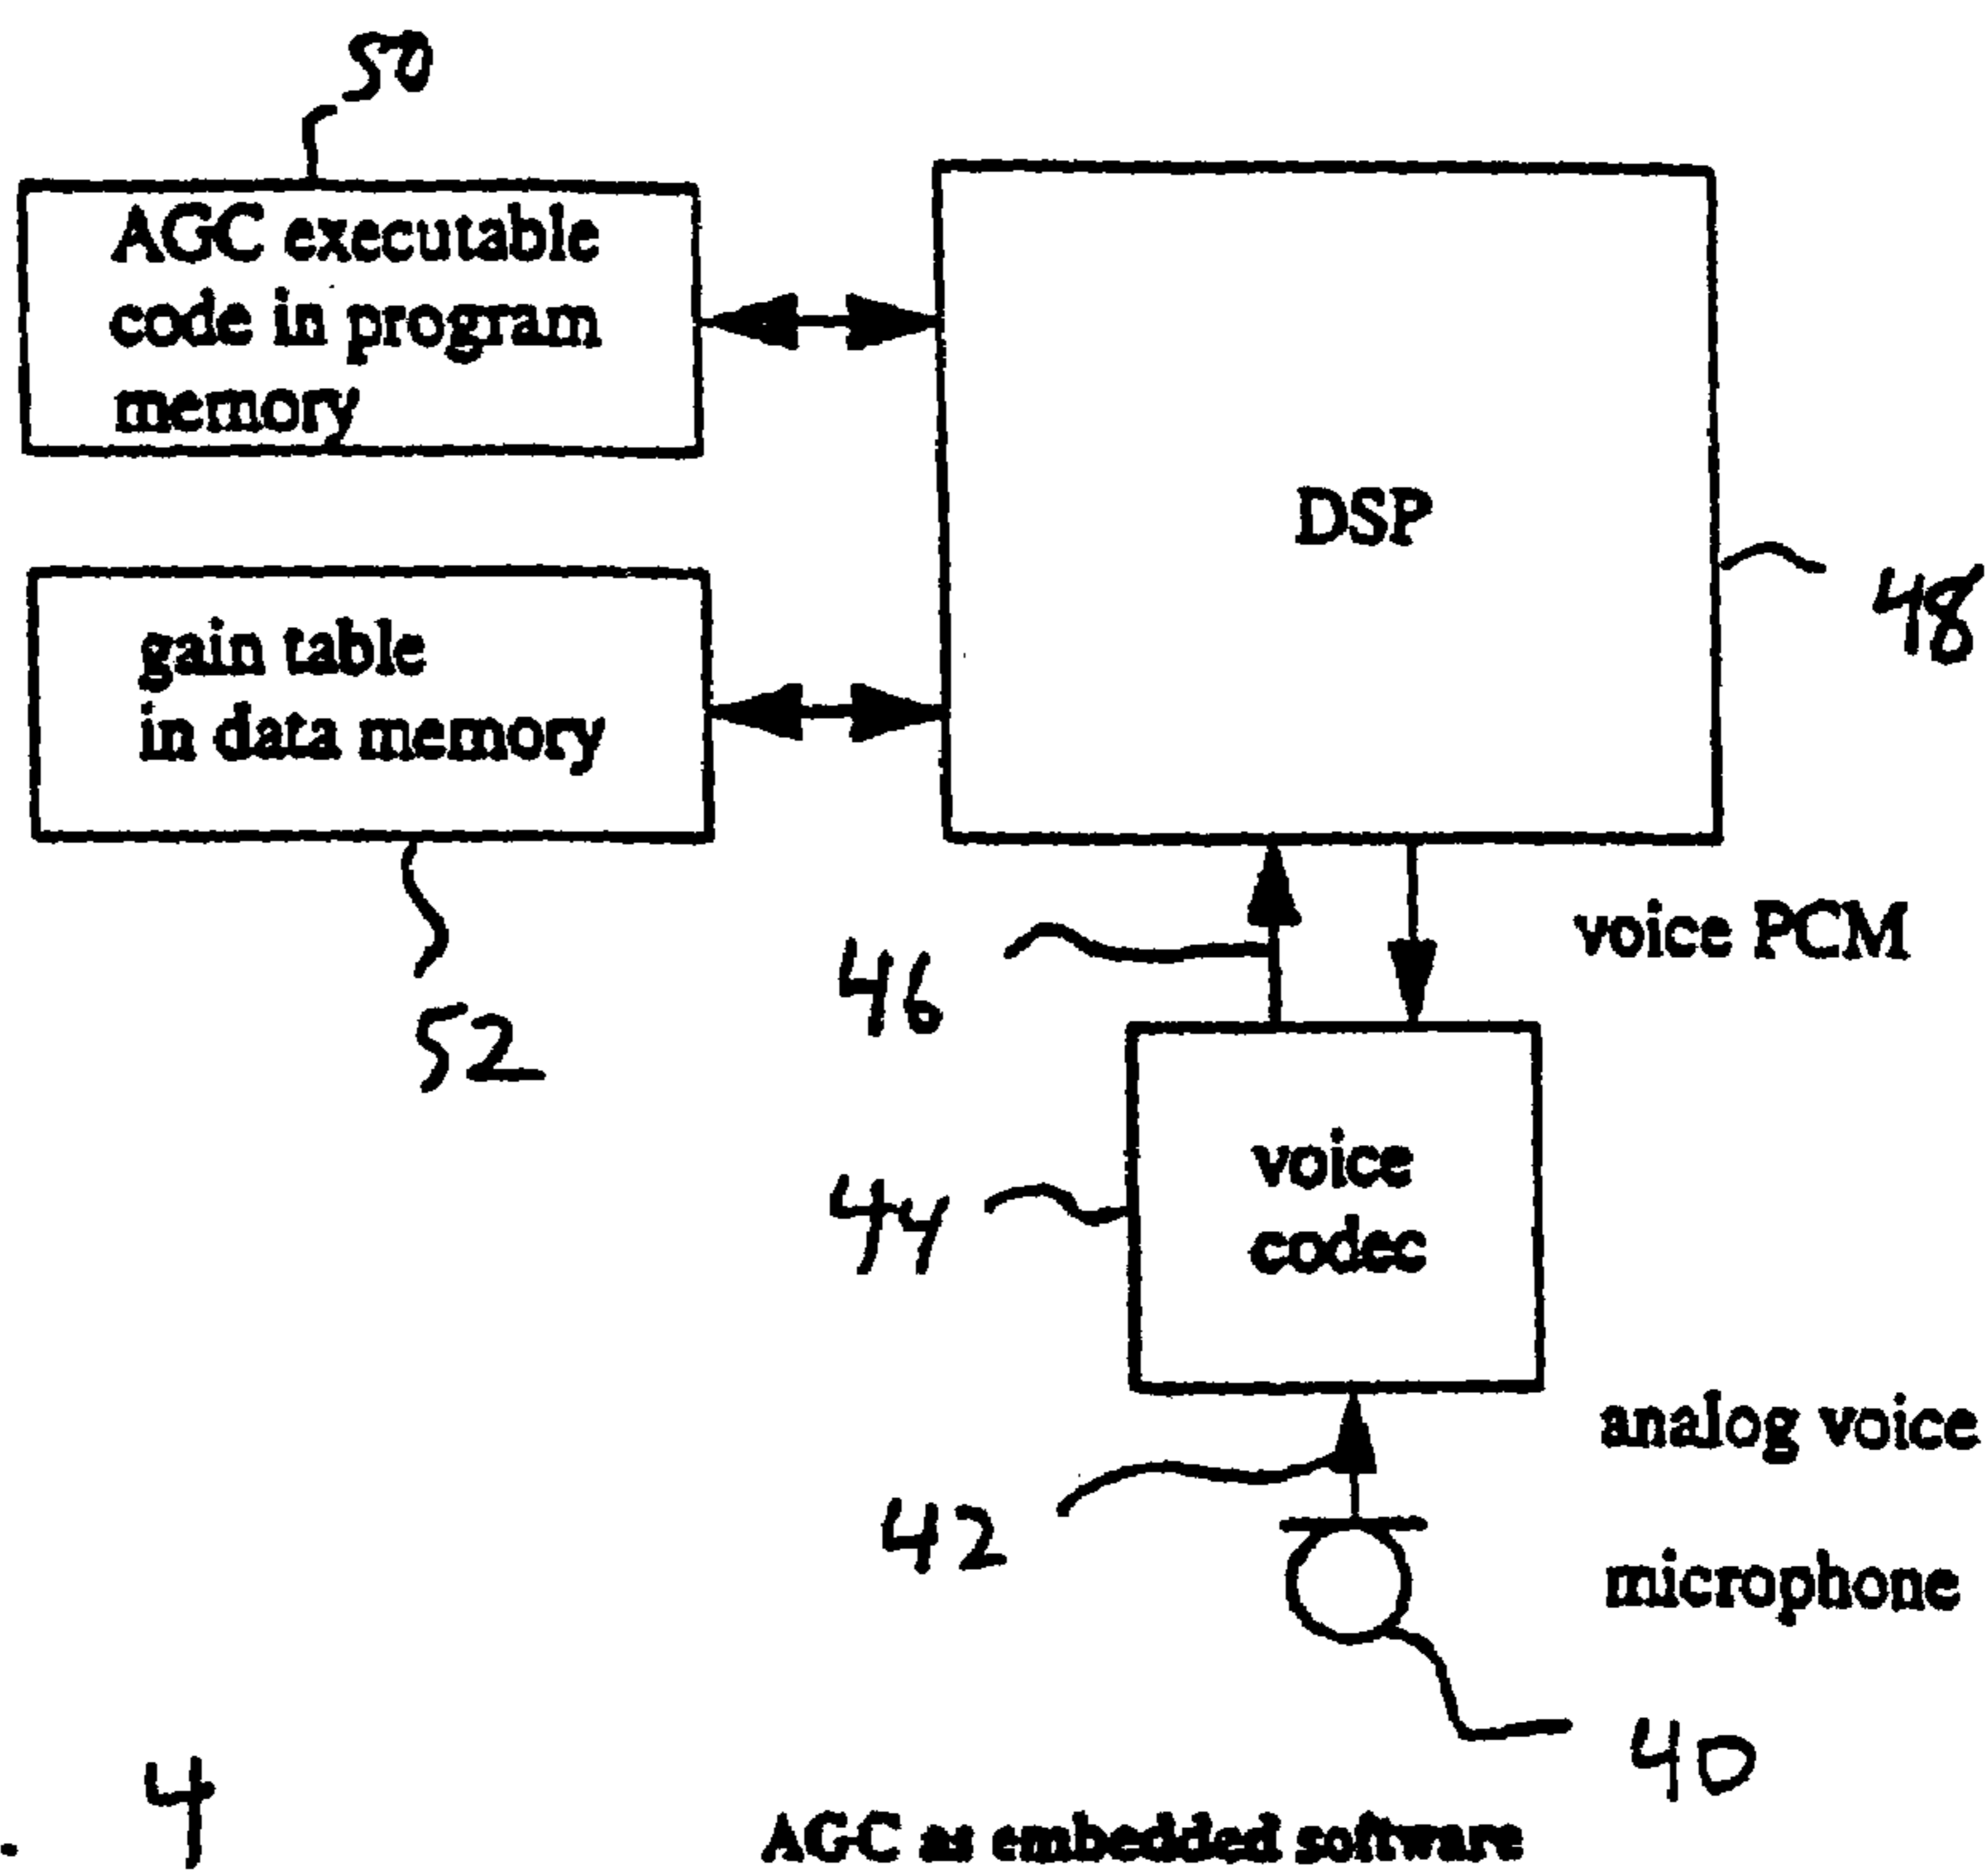 50
AGC executable
code in program
memory
DSP
48
gain table
in data memory
52
46
voice PCM
44
voice
codec
analog voice
42
microphone
40
. 4
AGC as embedded software